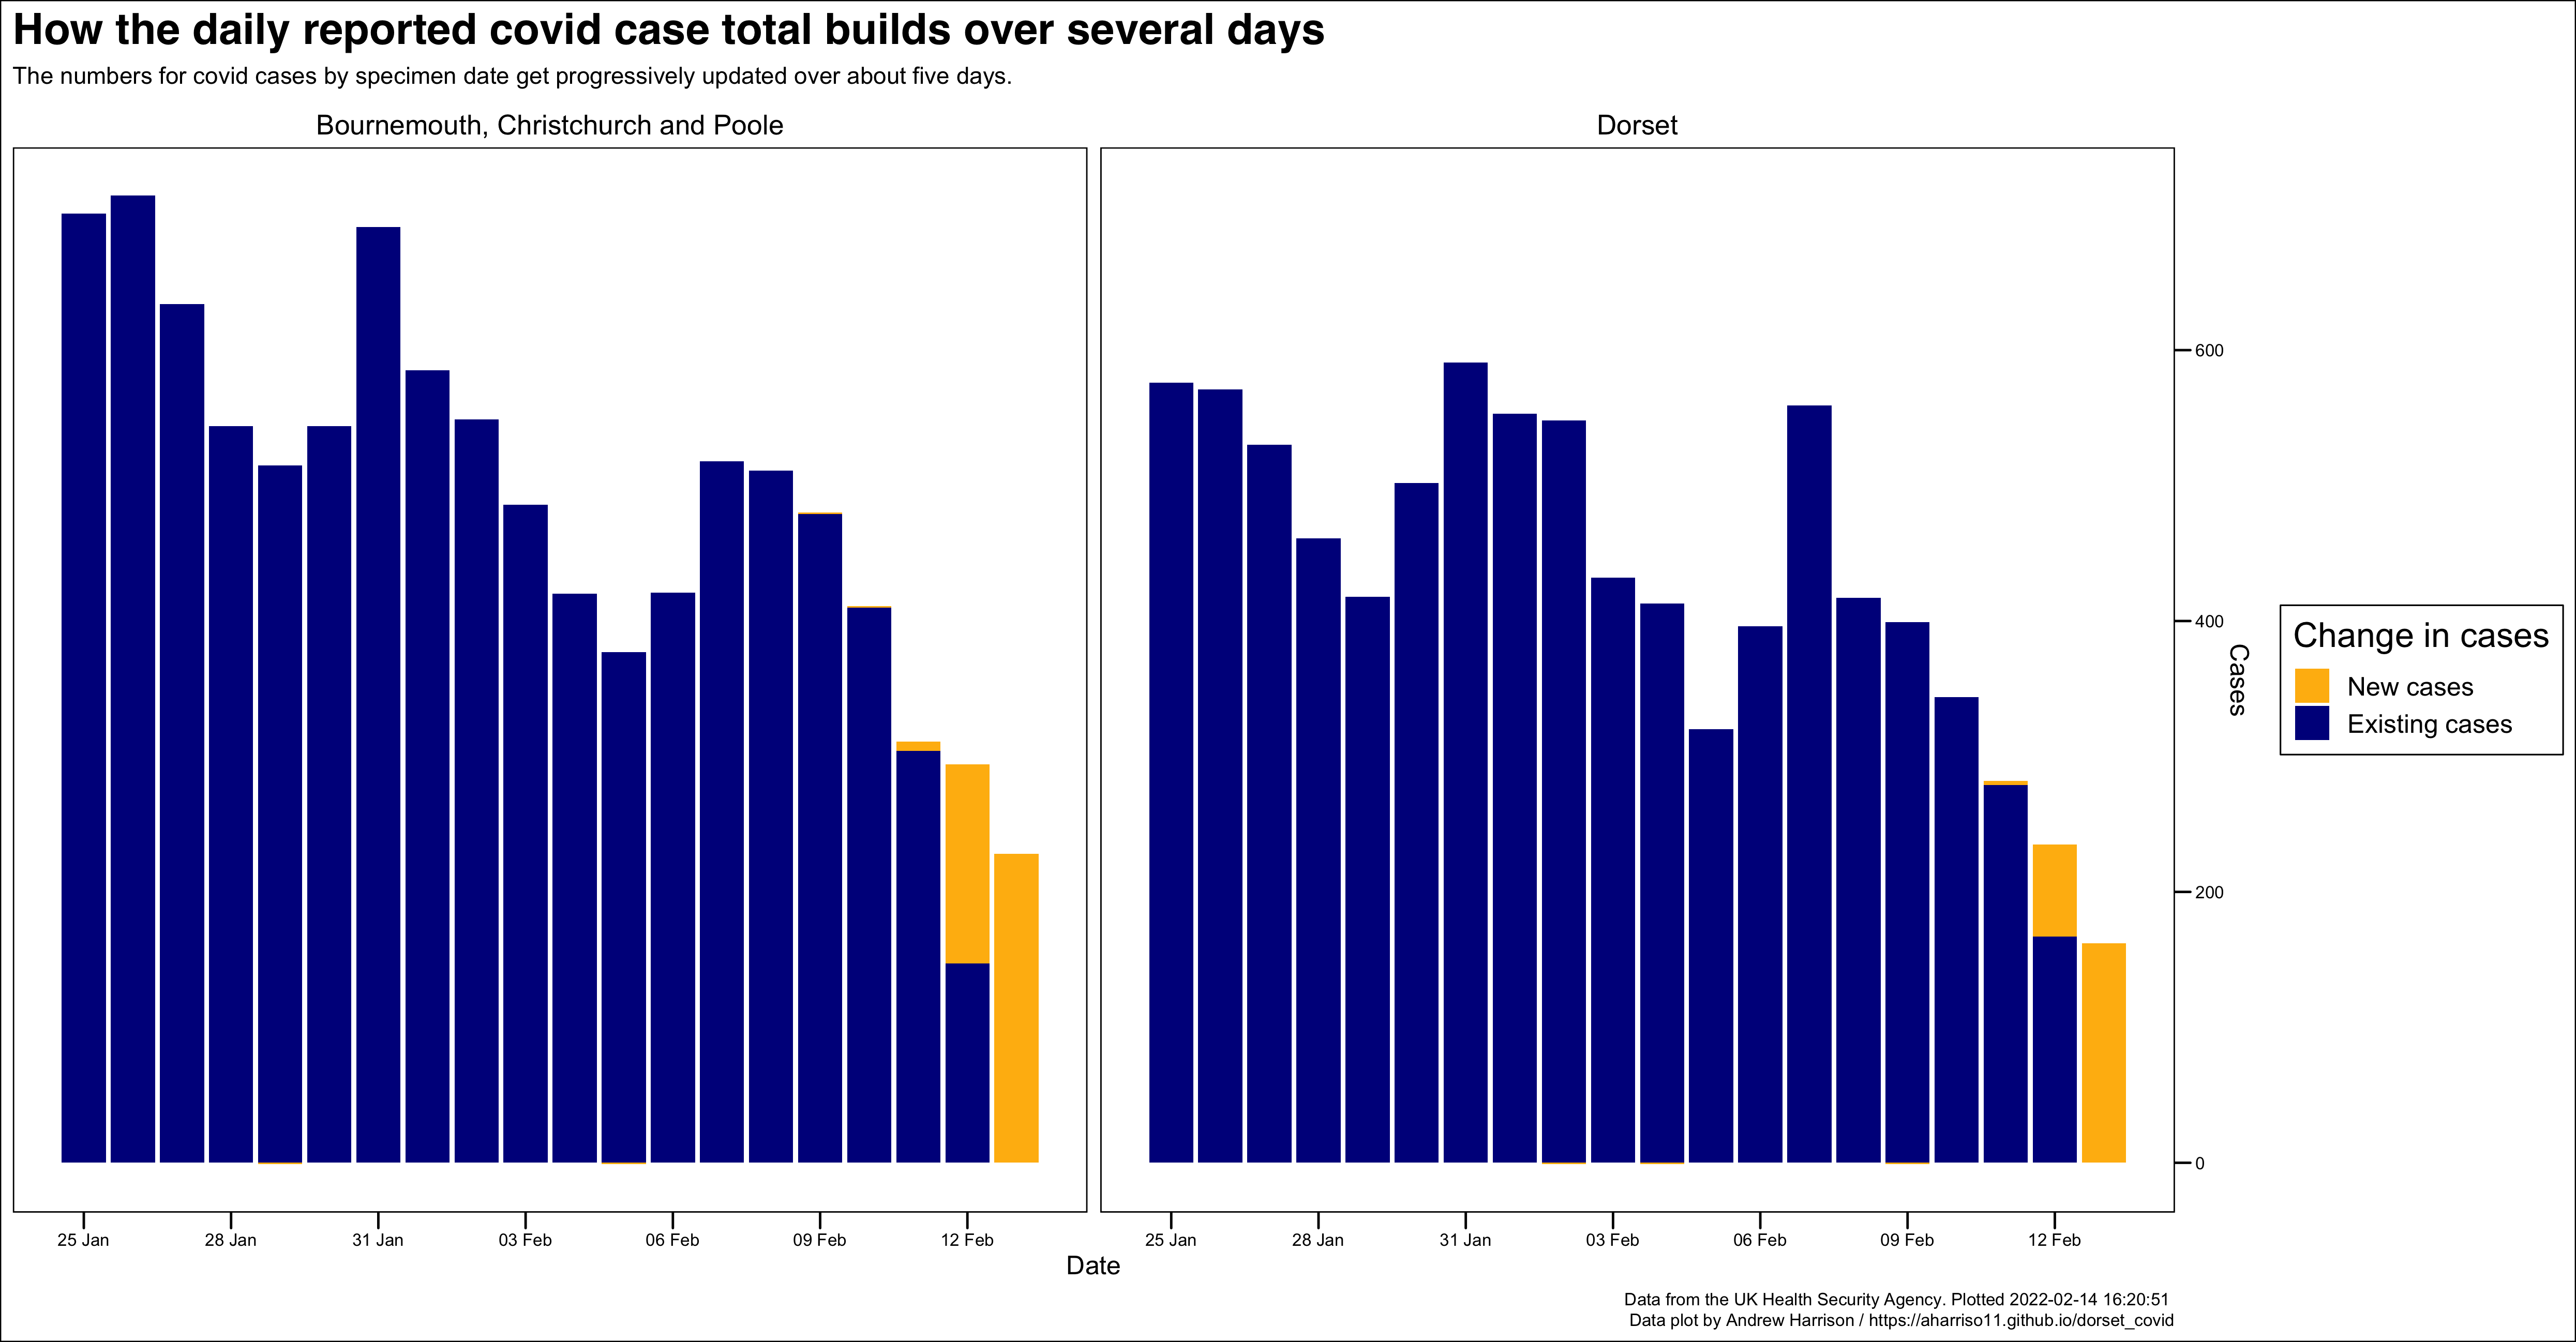 How the daily reported covid case total builds over several days
The numbers for covid cases by specimen date get progressively updated over about five days.
Bournemouth, Christchurch and Poole
Dorset
600
400
200
0
Cases
Change in cases
New cases
Existing cases
25 Jan 28 Jan 31 Jan 03 Feb 06 Feb 09 Feb 12 Feb
25 Jan 28 Jan 31 Jan 03 Feb 06 Feb 09 Feb 12 Feb
Date
Data from the UK Health Security Agency. Plotted 2022-02-14 16:20:51
Data plot by Andrew Harrison / https://aharriso11.github.io/dorset_covid